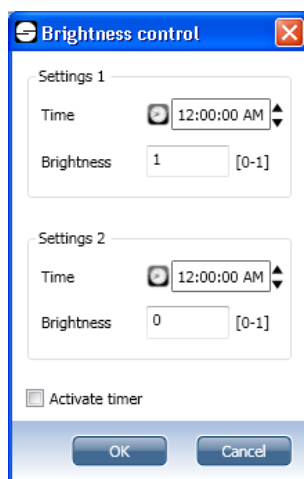 Brightness control
Settings 1
Time 12:00:00 AM
Brightness 1 [0-1]
Settings 2
Time 12:00:00 AM
Brightness 0 [0-1]
Activate timer
OK Cancel